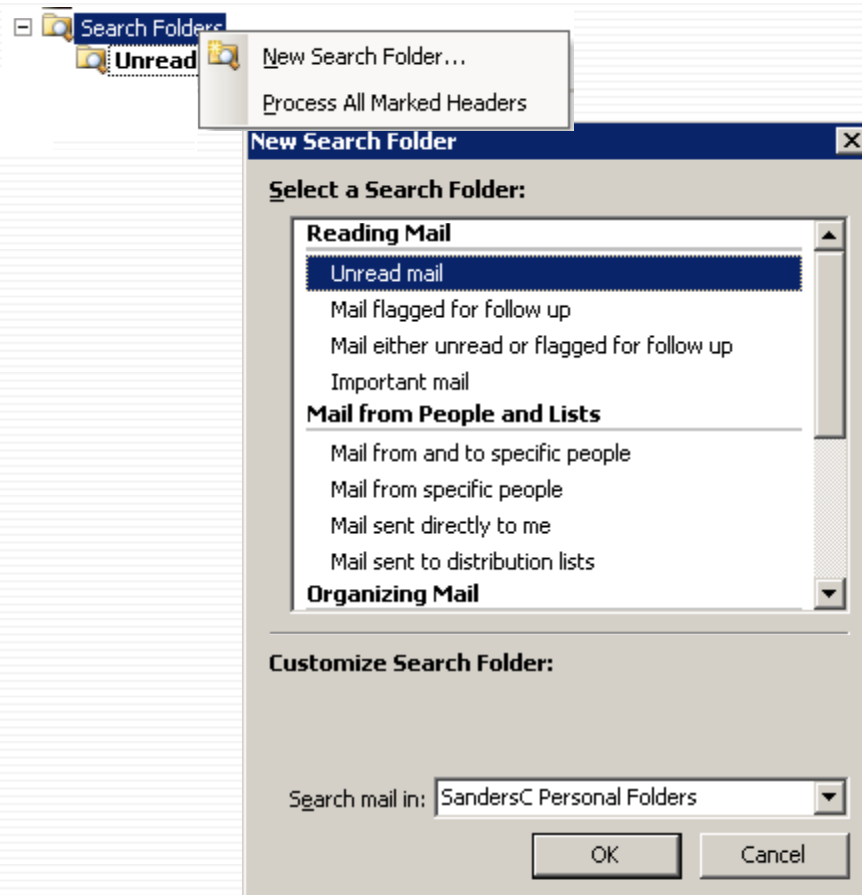 Search Folders
Unread
New Search Folder...
Process All Marked Headers
New Search Folder
Select a Search Folder:
Reading Mail
Unread mail
Mail flagged for follow up
Mail either unread or flagged for follow up
Important mail
Mail from People and Lists
Mail from and to specific people
Mail from specific people
Mail sent directly to me
Mail sent to distribution lists
Organizing Mail
Customize Search Folder:
Search mail in: SandersC Personal Folders
OK Cancel